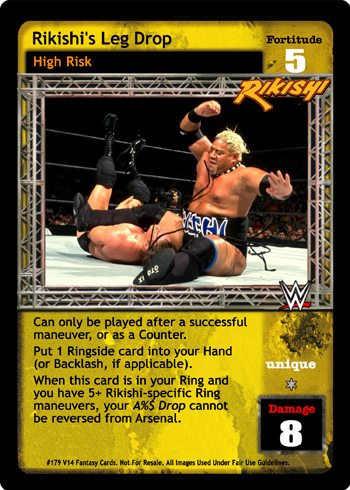 Rikishi's Leg Drop
Fortitude
5
High Risk
RIKISHI
OTO 13
W
Can only be played after a successful
maneuver, or as a Counter.
Put 1 Ringside card into your Hand
(or Backlash, if applicable).
unique
When this card is in your Ring and
you have 5+ Rikishi-specific Ring
maneuvers, your A%$ Drop cannot
be reversed from Arsenal.
Damage
8
#179 V14 Fantasy Cards. Not For Resale. All Images Used Under Fair Use Guidelines.